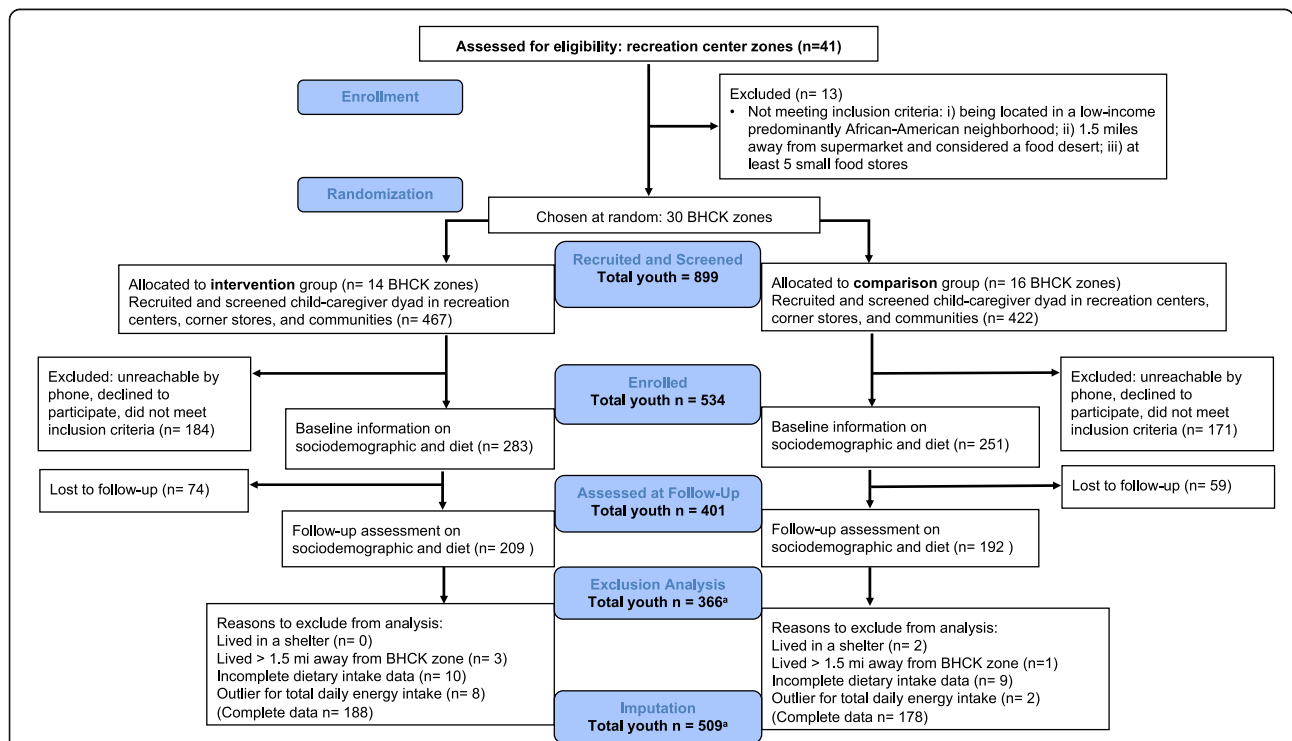 Assessed for eligibility: recreation center zones (n=41)
Enrollment
Excluded (n= 13)
• Not meeting inclusion criteria: i) being located in a low-income
predominantly African-American neighborhood; ii) 1.5 miles
away from supermarket and considered a food desert; iii) at
least 5 small food stores
Randomization
Chosen at random: 30 BHCK zones
Recruited and Screened
Total youth = 899
Allocated to intervention group (n= 14 BHCK zones)
Recruited and screened child-caregiver dyad in recreation
centers, corner stores, and communities (n= 467)
Allocated to comparison group (n= 16 BHCK zones)
Recruited and screened child-caregiver dyad in recreation centers,
corner stores, and communities (n= 422)
Excluded: unreachable by
phone, declined to
participate, did not meet
inclusion criteria (n= 184)
Enrolled
Total youth n = 534
Excluded: unreachable by
phone, declined to
participate, did not meet
inclusion criteria (n= 171)
Baseline information on
sociodemographic and diet (n= 283)
Baseline information on
sociodemographic and diet (n= 251)
Lost to follow-up (n= 74)
Assessed at Follow-Up
Total youth n = 401
Lost to follow-up (n= 59)
Follow-up assessment on
sociodemographic and diet (n= 209 )
Follow-up assessment on
sociodemographic and diet (n= 192 )
Exclusion Analysis
Total youth n = 366ᵃ
Reasons to exclude from analysis:
Lived in a shelter (n= 0)
Lived > 1.5 mi away from BHCK zone (n= 3)
Incomplete dietary intake data (n= 10)
Outlier for total daily energy intake (n= 8)
(Complete data n= 188)
Reasons to exclude from analysis:
Lived in a shelter (n= 2)
Lived > 1.5 mi away from BHCK zone (n=1)
Incomplete dietary intake data (n= 9)
Outlier for total daily energy intake (n= 2)
(Complete data n= 178)
Imputation
Total youth n = 509ᵃ